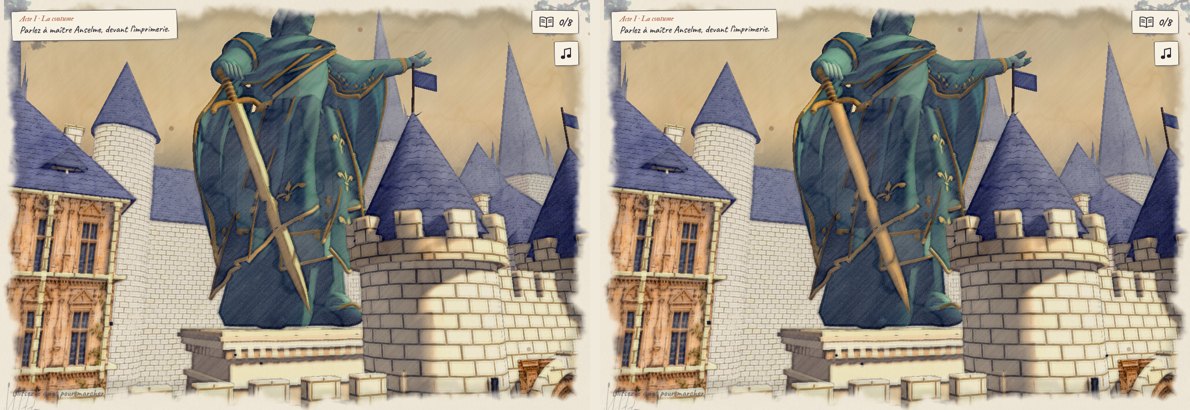 Acte I · La coutume
Parlez à maître Anselme, devant l'imprimerie.
0/8
Acte I · La coutume
Parlez à maître Anselme, devant l'imprimerie.
0/8